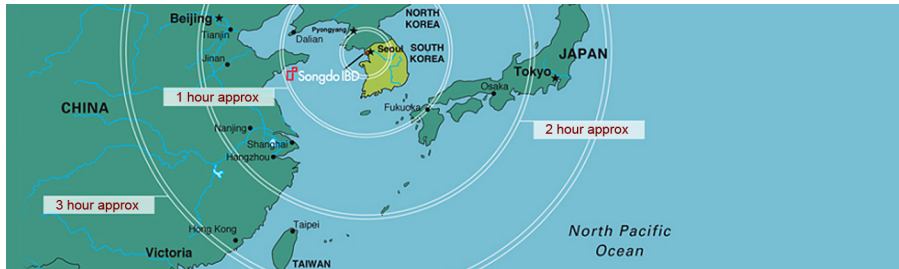 Beijing
Tianjin
Dalian
Pyongyang
NORTH
KOREA
Seoul
SOUTH
KOREA
JAPAN
Tokyo
Osaka
Fukuoka
Jinan
Songdo IBD
CHINA
1 hour approx
2 hour approx
Nanjing
Shanghai
Hangzhou
3 hour approx
Hong Kong
Victoria
Taipei
TAIWAN
North Pacific
Ocean